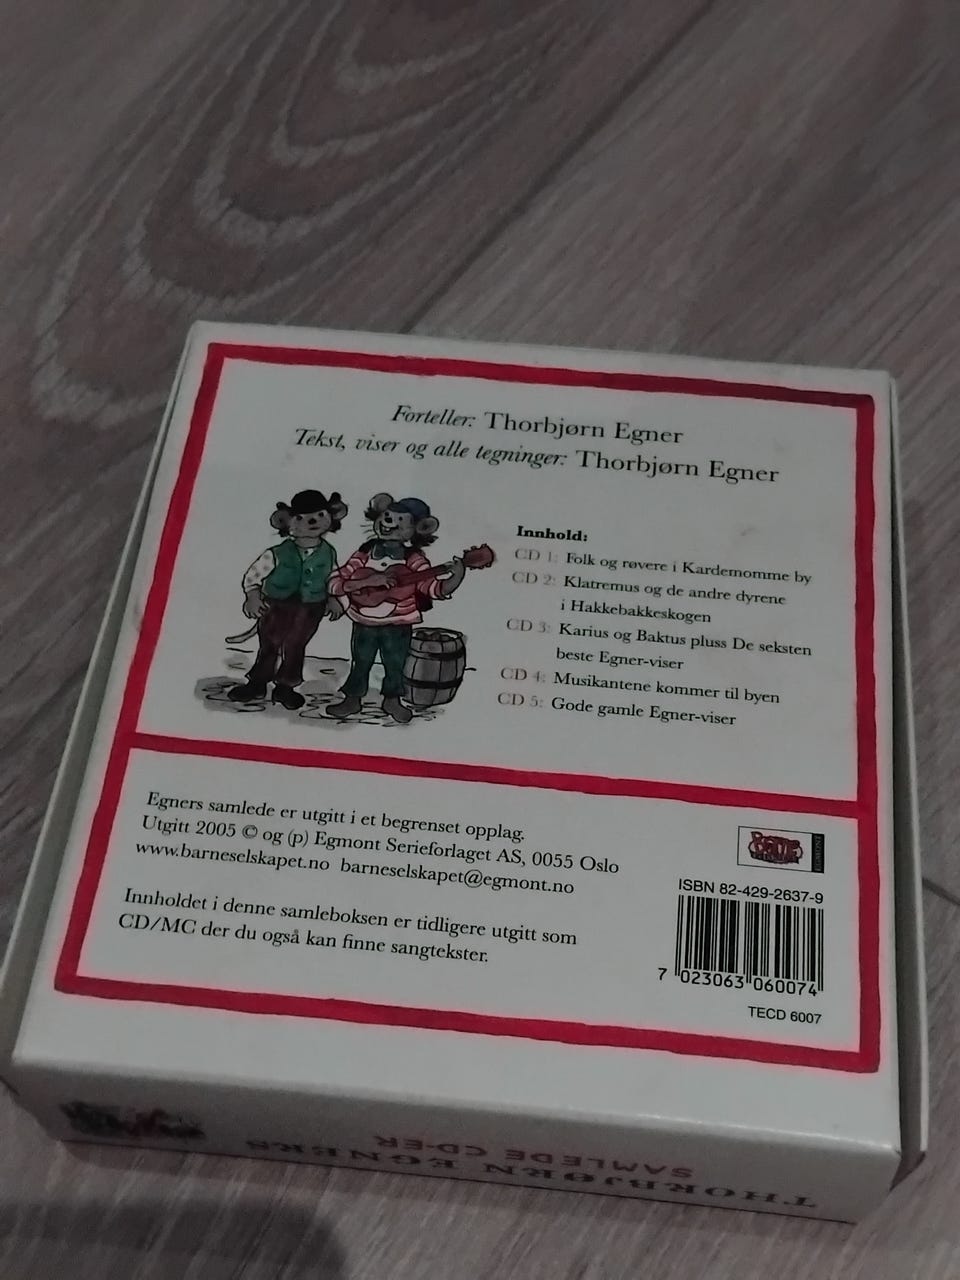 Forteller: Thorbjørn Egner
Tekst, viser og alle tegninger: Thorbjørn Egner
Innhold:
CD 1: Folk og røvere i Kardemomme by
CD 2: Klatremus og de andre dyrene
i Hakkebakkeskogen
CD 3: Karius og Baktus pluss De seksten
beste Egner-viser
CD 4: Musikantene kommer til byen
CD 5: Gode gamle Egner-viser
Egners samlede er utgitt i et begrenset opplag.
Utgitt 2005 © og (p) Egmont Serieforlaget AS, 0055 Oslo
www.barneselskapet.no barneselskapet@egmont.no
Innholdet i denne samleboksen er tidligere utgitt som
CD/MC der du også kan finne sangtekster.
EGMONT
ISBN 82-429-2637-9
7 023063 060074
TECD 6007
THORBJØRN EGNERS
SAMLEDE CD-ER